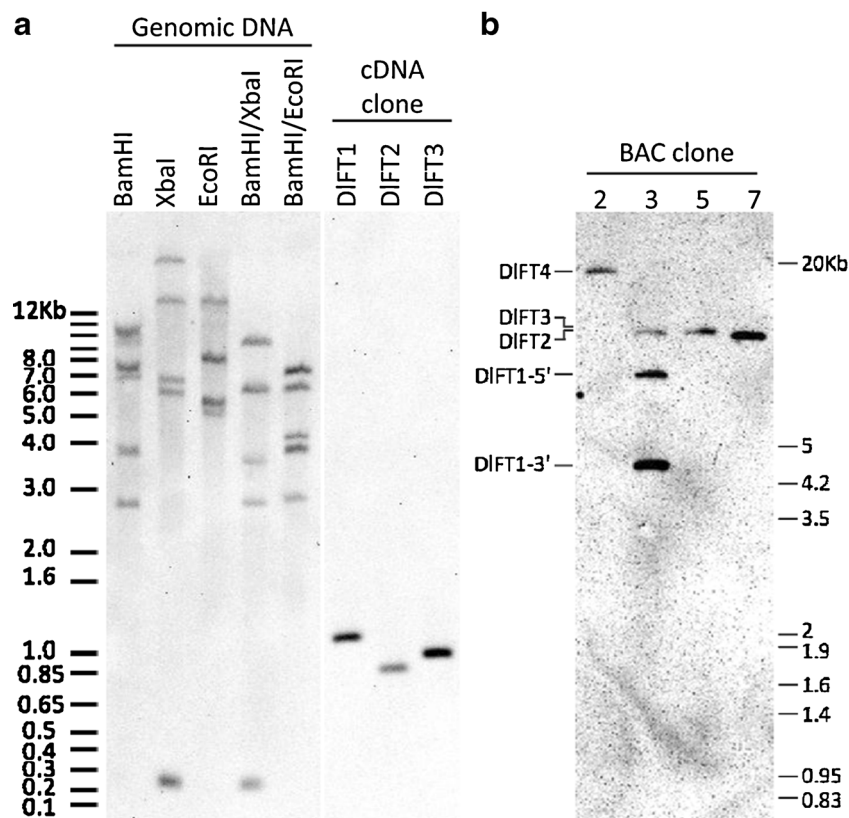 a
Genomic DNA
BamHI
XbaI
EcoRI
BamHI/XbaI
BamHI/EcoRI
cDNA
clone
DlFT1
DlFT2
DlFT3
12Kb
8.0
7.0
6.0
5.0
4.0
3.0
2.0
1.6
1.0
0.85
0.65
0.5
0.4
0.3
0.2
0.1
b
BAC clone
2 3 5 7
DlFT4
DlFT3
DlFT2
DlFT1-5'
DlFT1-3'
20Kb
5
4.2
3.5
2
1.9
1.6
1.4
0.95
0.83